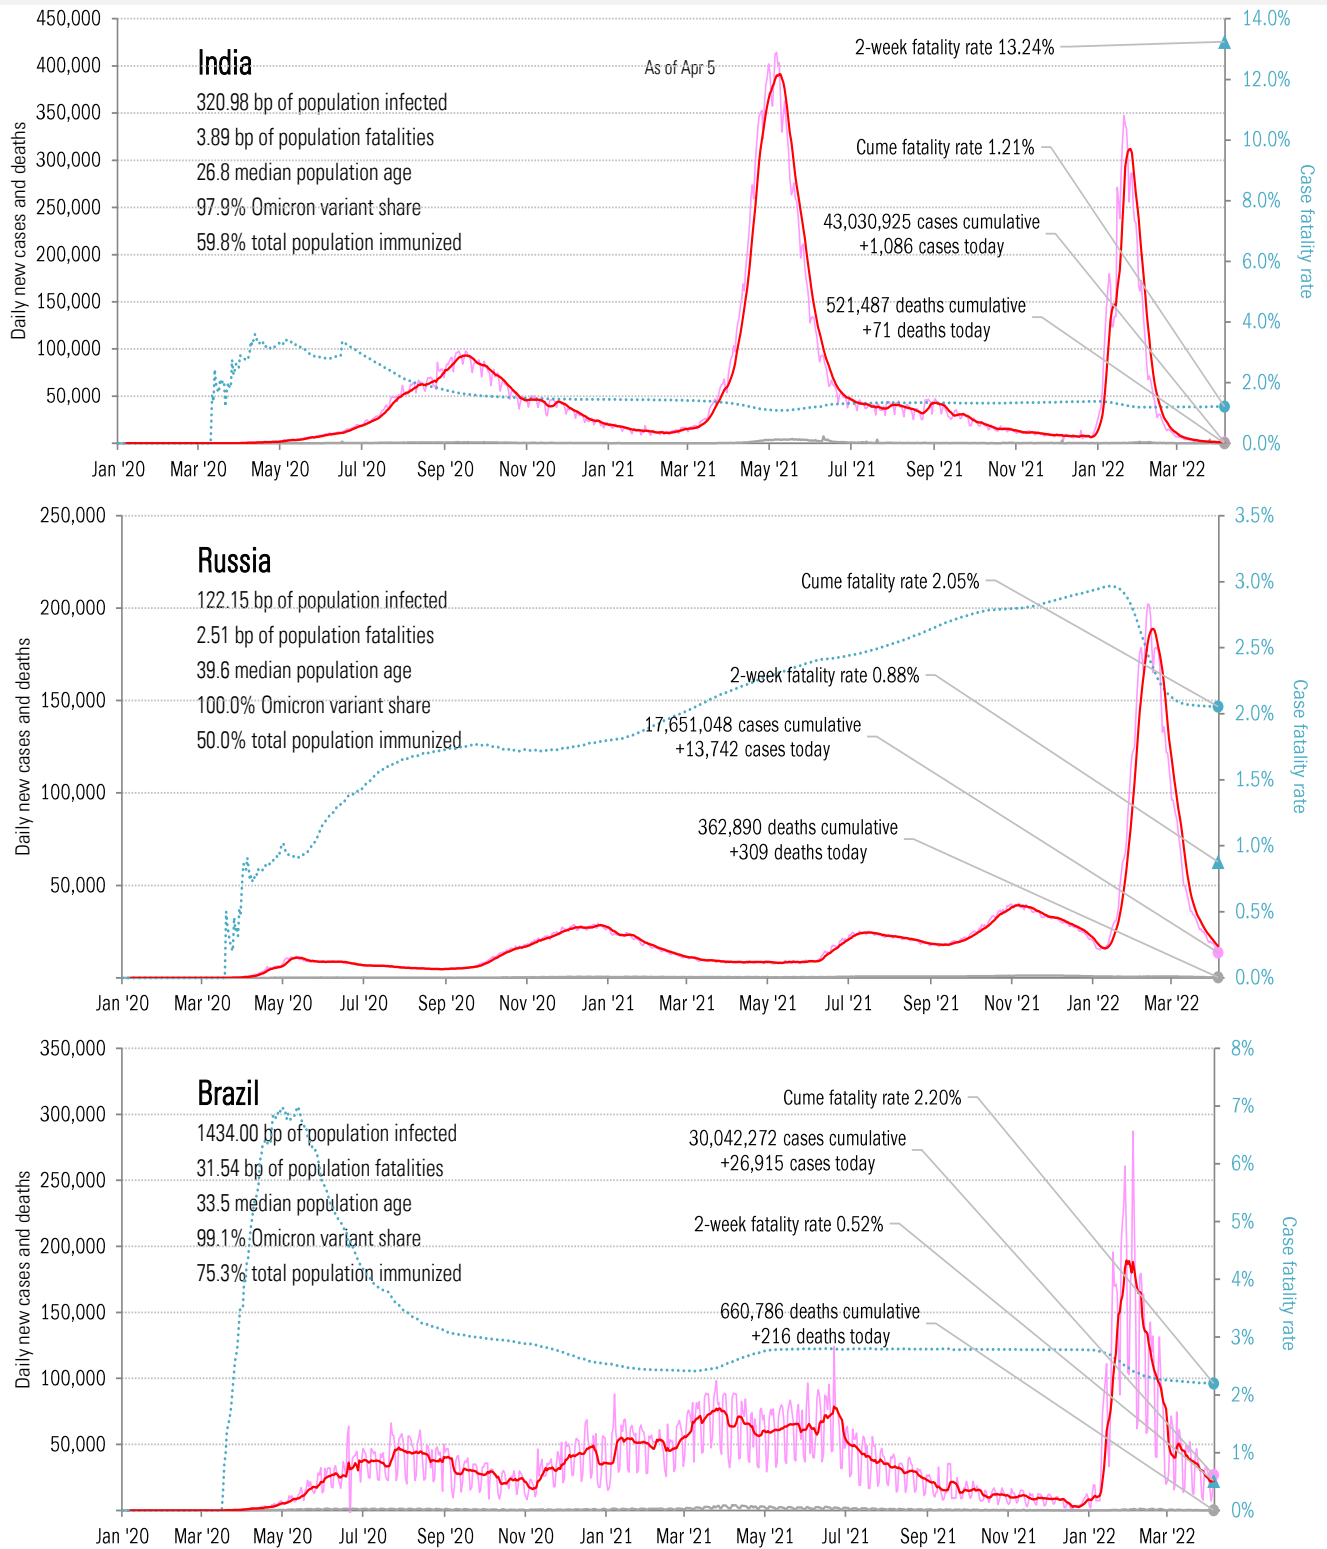 450,000
14.0%
400,000
12.0%
350,000
10.0%
300,000
8.0%
250,000
200,000
6.0%
150,000
4.0%
100,000
2.0%
50,000
0.0%
Daily new cases and deaths
Case fatality rate
India
320.98 bp of population infected
3.89 bp of population fatalities
26.8 median population age
97.9% Omicron variant share
59.8% total population immunized
As of Apr 5
2-week fatality rate 13.24%
Cume fatality rate 1.21%
43,030,925 cases cumulative
+1,086 cases today
521,487 deaths cumulative
+71 deaths today
Jan '20 Mar '20 May '20 Jul '20 Sep '20 Nov '20 Jan '21 Mar '21 May '21 Jul '21 Sep '21 Nov '21 Jan '22 Mar '22
250,000
3.5%
3.0%
200,000
2.5%
150,000
2.0%
1.5%
100,000
1.0%
50,000
0.5%
0.0%
Daily new cases and deaths
Case fatality rate
Russia
122.15 bp of population infected
2.51 bp of population fatalities
39.6 median population age
100.0% Omicron variant share
50.0% total population immunized
Cume fatality rate 2.05%
2-week fatality rate 0.88%
17,651,048 cases cumulative
+13,742 cases today
362,890 deaths cumulative
+309 deaths today
Jan '20 Mar '20 May '20 Jul '20 Sep '20 Nov '20 Jan '21 Mar '21 May '21 Jul '21 Sep '21 Nov '21 Jan '22 Mar '22
350,000
8%
300,000
7%
250,000
6%
200,000
5%
4%
150,000
3%
100,000
2%
50,000
1%
0%
Daily new cases and deaths
Case fatality rate
Brazil
1434.00 bp of population infected
31.54 bp of population fatalities
33.5 median population age
99.1% Omicron variant share
75.3% total population immunized
Cume fatality rate 2.20%
30,042,272 cases cumulative
+26,915 cases today
2-week fatality rate 0.52%
660,786 deaths cumulative
+216 deaths today
Jan '20 Mar '20 May '20 Jul '20 Sep '20 Nov '20 Jan '21 Mar '21 May '21 Jul '21 Sep '21 Nov '21 Jan '22 Mar '22